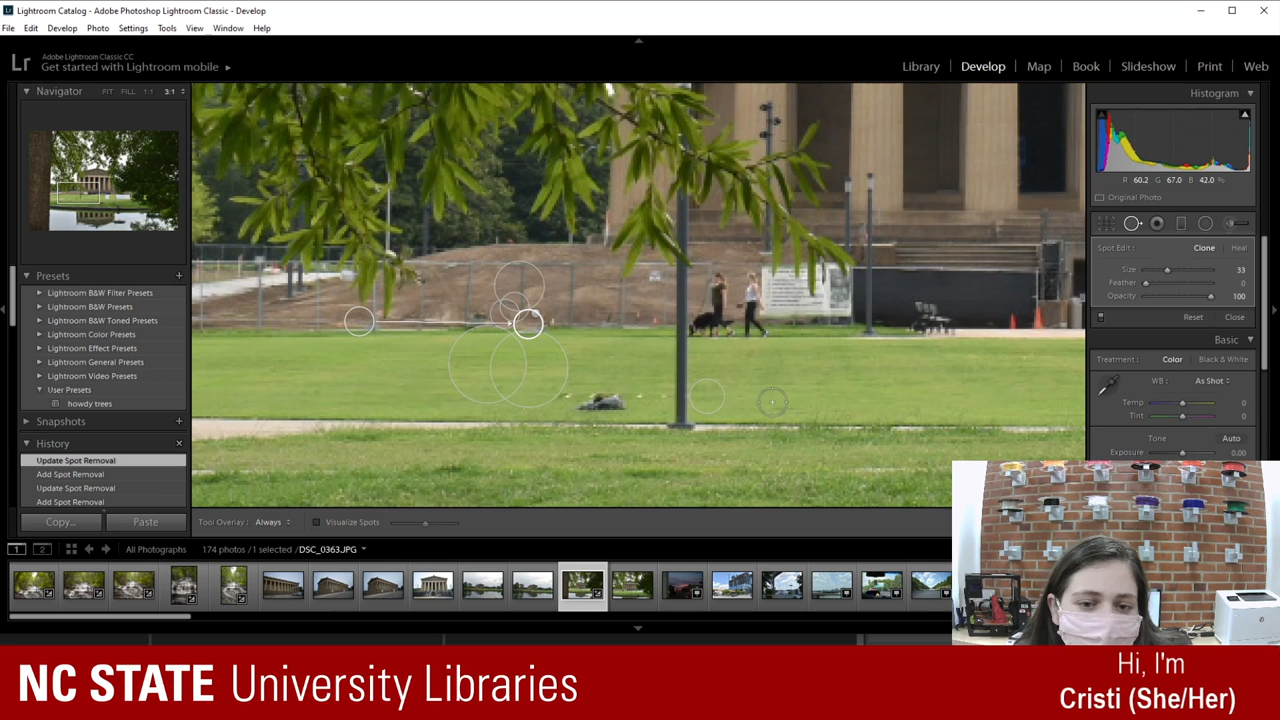 Lightroom Catalog - Adobe Photoshop Lightroom Classic - Develop
File Edit Develop Photo Settings Tools View Window Help
Lr
Adobe Lightroom Classic CC
Get started with Lightroom mobile
Library | Develop | Map | Book | Slideshow | Print | Web
Navigator FIT FILL 1:1 3:1
Presets +
Lightroom B&W Filter Presets
Lightroom B&W Presets
Lightroom B&W Toned Presets
Lightroom Color Presets
Lightroom Effect Presets
Lightroom General Presets
Lightroom Video Presets
User Presets
howdy trees
Snapshots +
History
Update Spot Removal
Add Spot Removal
Update Spot Removal
Add Spot Removal
Copy... Paste
Tool Overlay: Always Visualize Spots
Histogram
R 60.2 G 67.0 B 42.0 %
Original Photo
Spot Edit: Clone Heal
Size 33
Feather 0
Opacity 100
Reset Close
Basic
Treatment: Color Black & White
WB: As Shot
Temp 0
Tint 0
Tone Auto
Exposure 0.00
1 2 All Photographs 174 photos / 1 selected / DSC_0363.JPG
NC STATE University Libraries
Hi, I'm
Cristi (She/Her)